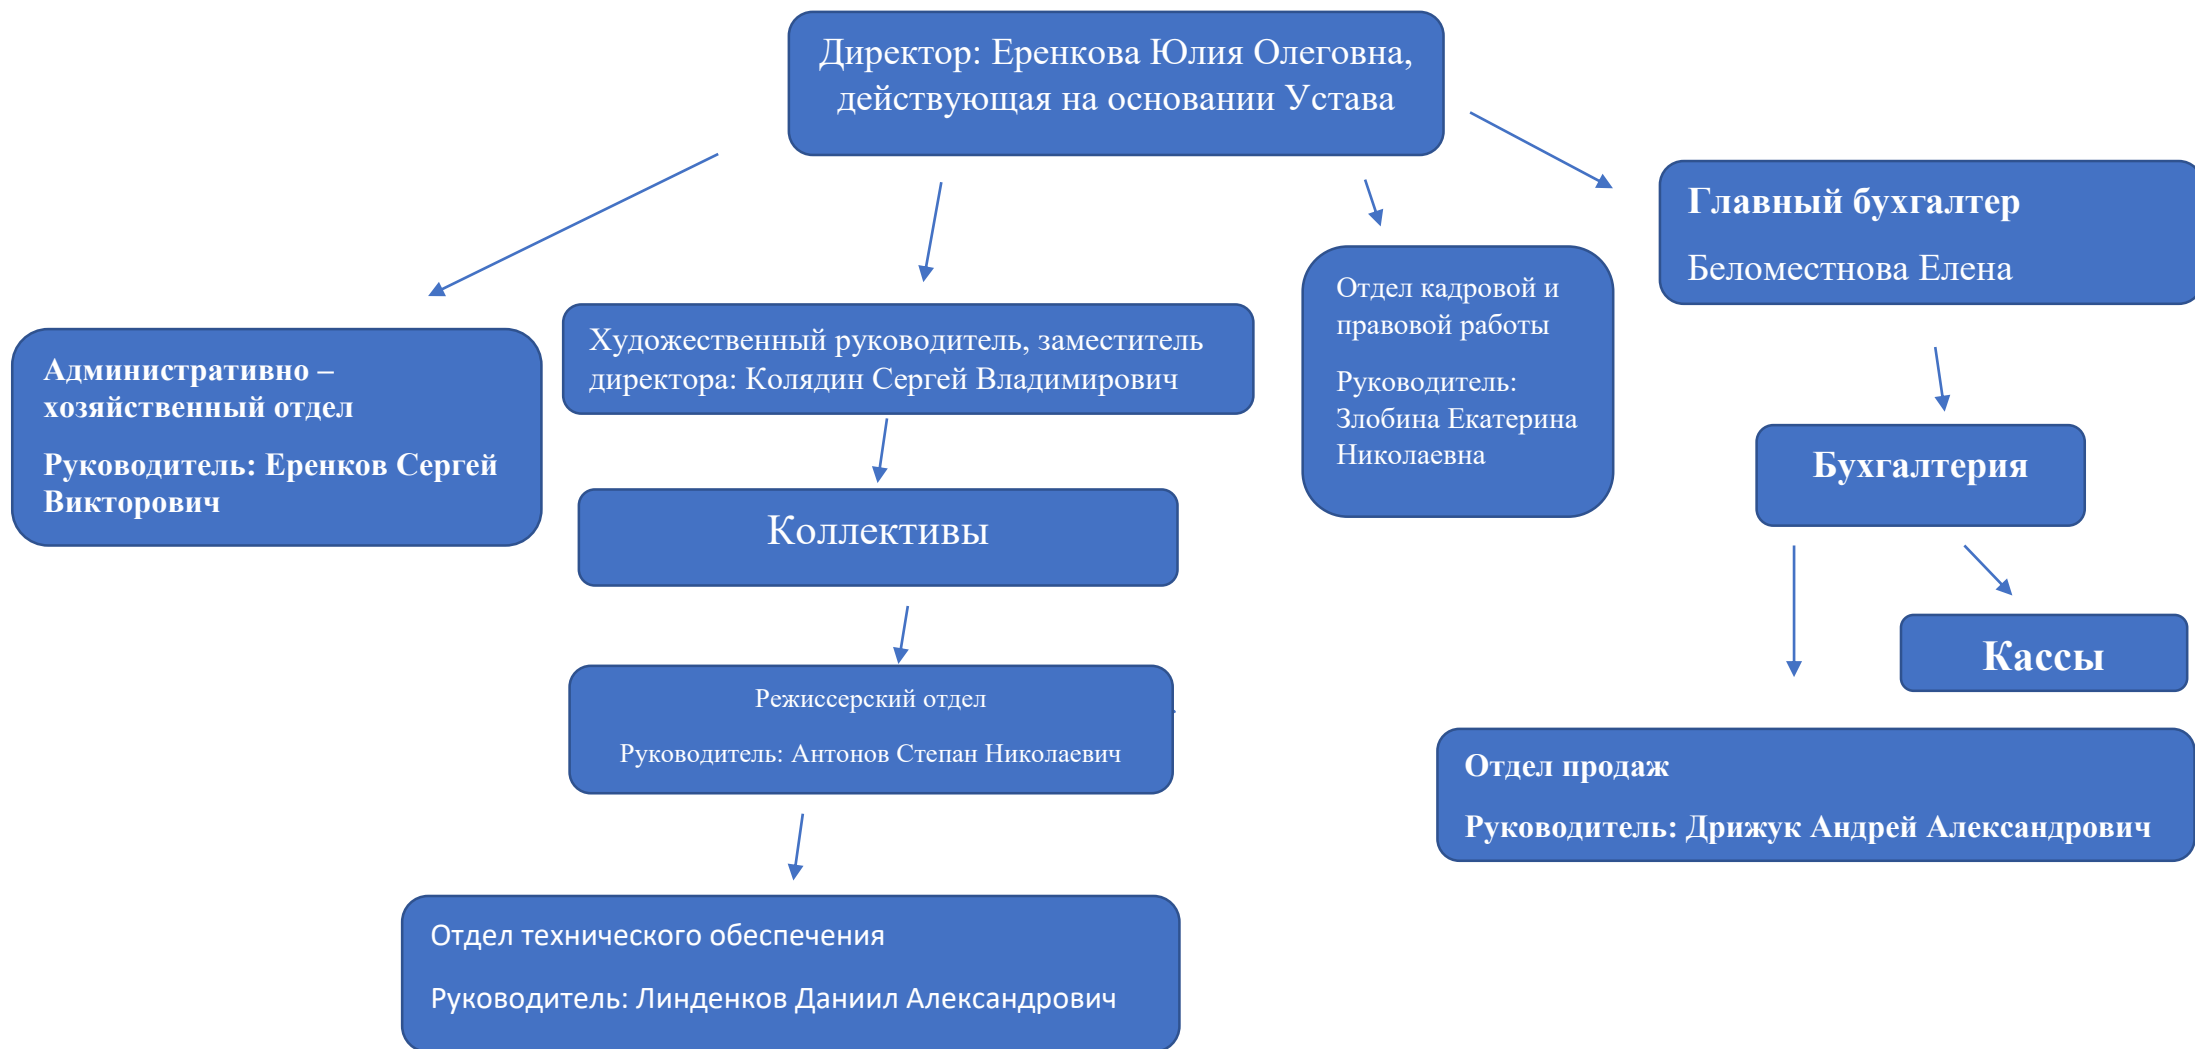 Директор: Еренкова Юлия Олеговна,
действующая на основании Устава
Главный бухгалтер
Беломестнова Елена
Отдел кадровой и
правовой работы
Руководитель:
Злобина Екатерина
Николаевна
Художественный руководитель, заместитель
директора: Колядин Сергей Владимирович
Административно –
хозяйственный отдел
Руководитель: Еренков Сергей
Викторович
Бухгалтерия
Коллективы
Кассы
Режиссерский отдел
Руководитель: Антонов Степан Николаевич
Отдел продаж
Руководитель: Дрижук Андрей Александрович
Отдел технического обеспечения
Руководитель: Линденков Даниил Александрович